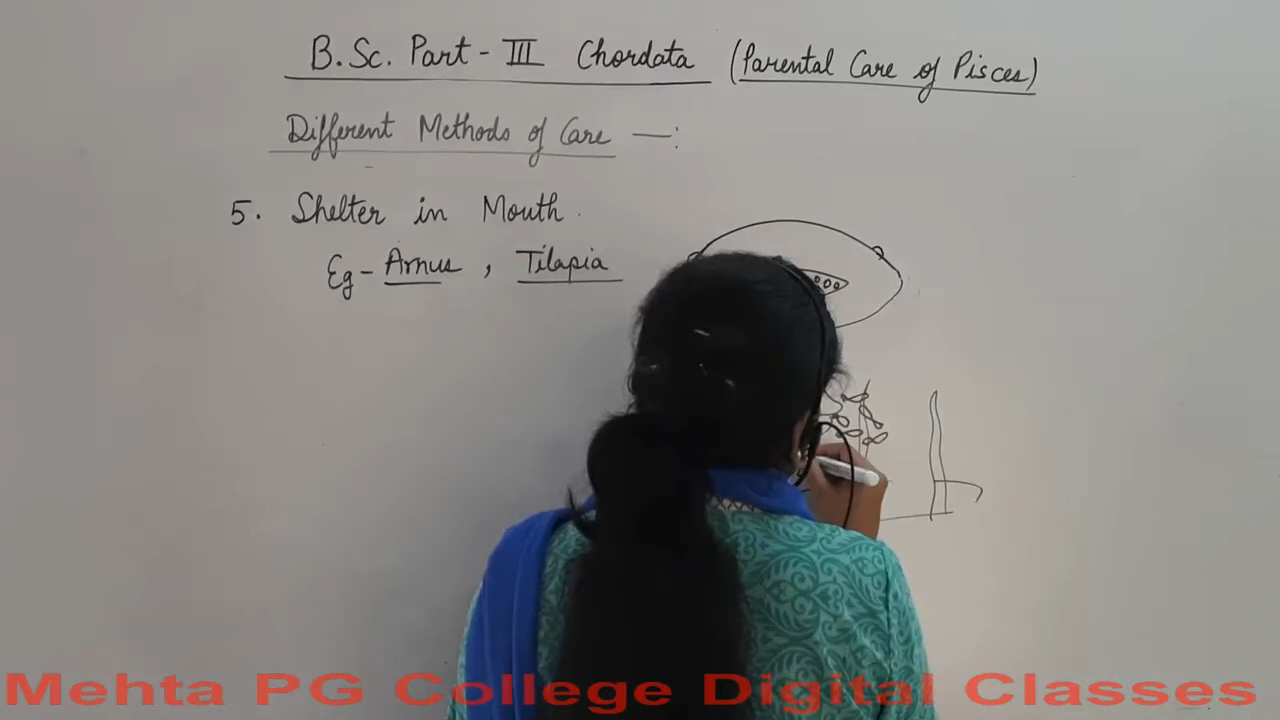 B.Sc. Part - III Chordata (Parental Care of Pisces)
Different Methods of Care —:
5. Shelter in Mouth.
Eg - Arnus, Tilapia
Mehta PG College Digital Classes